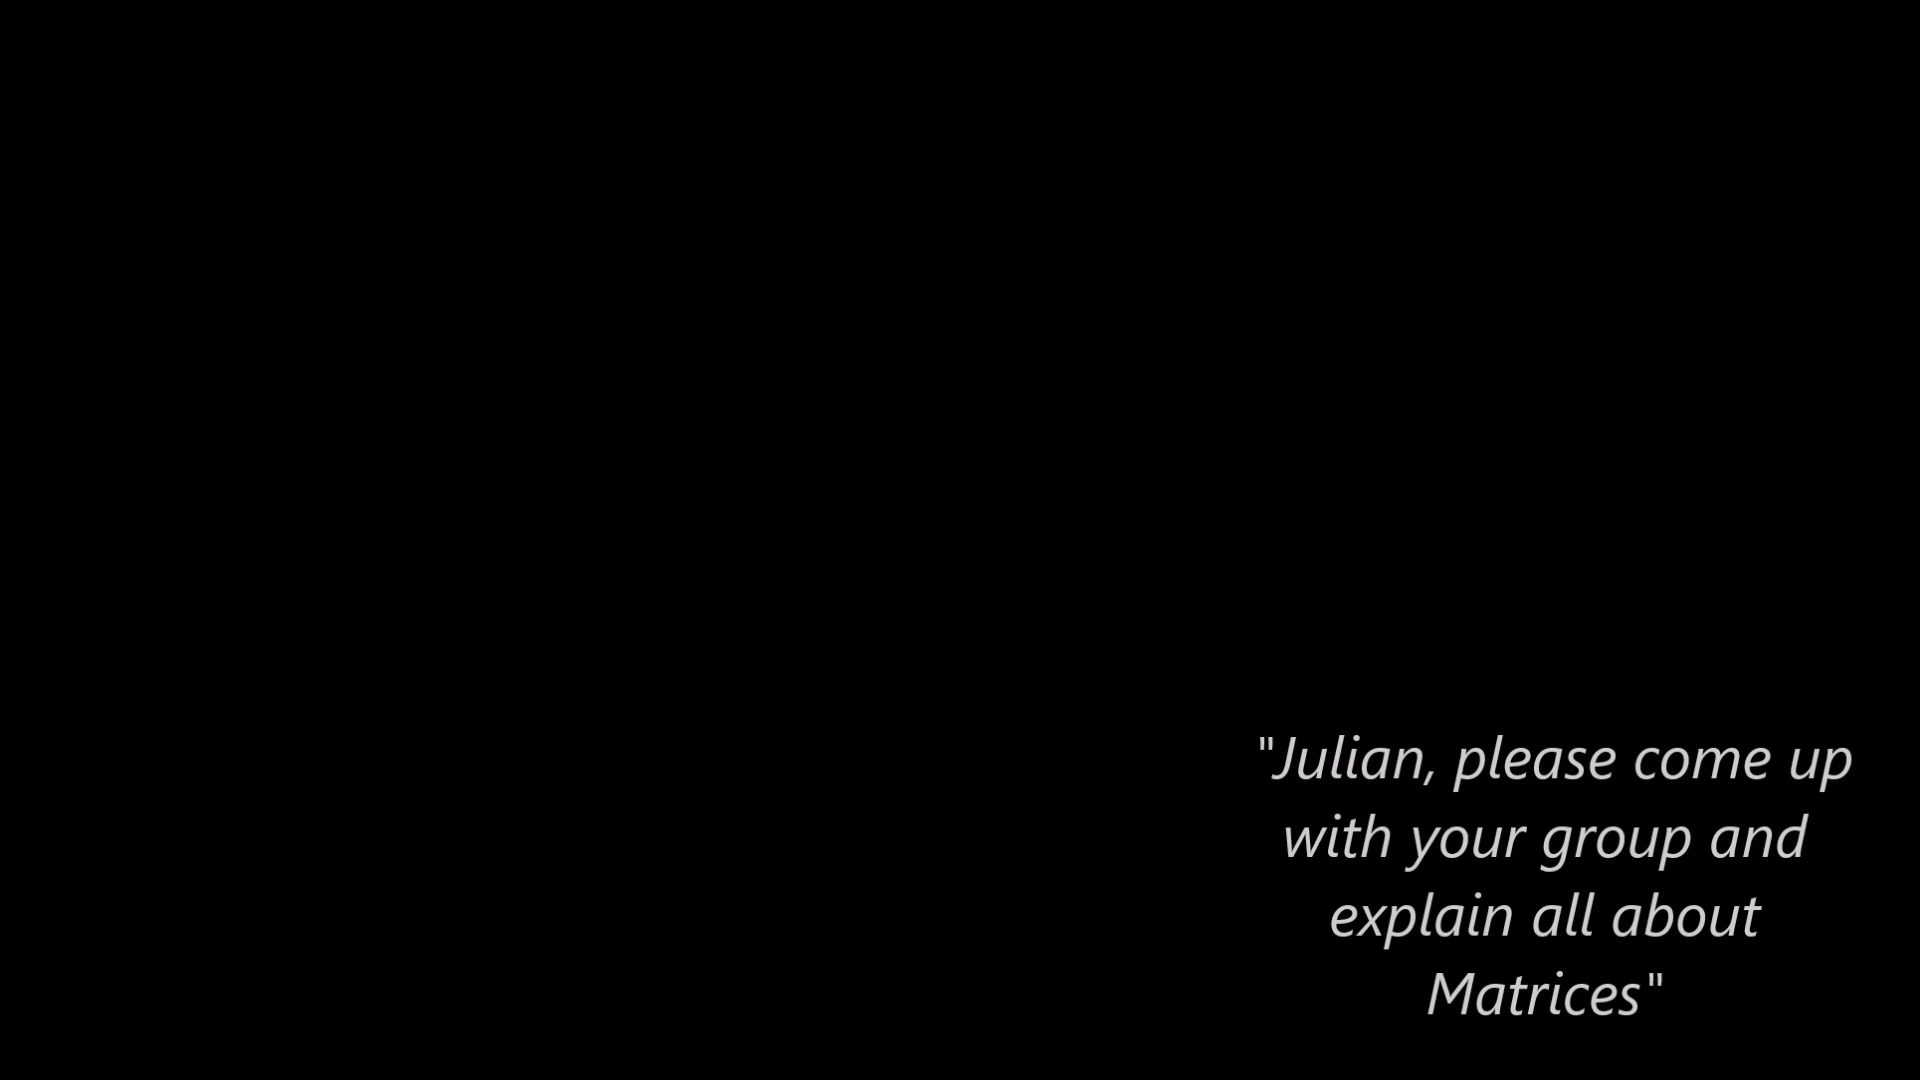 "Julian, please come up
with your group and
explain all about
Matrices"